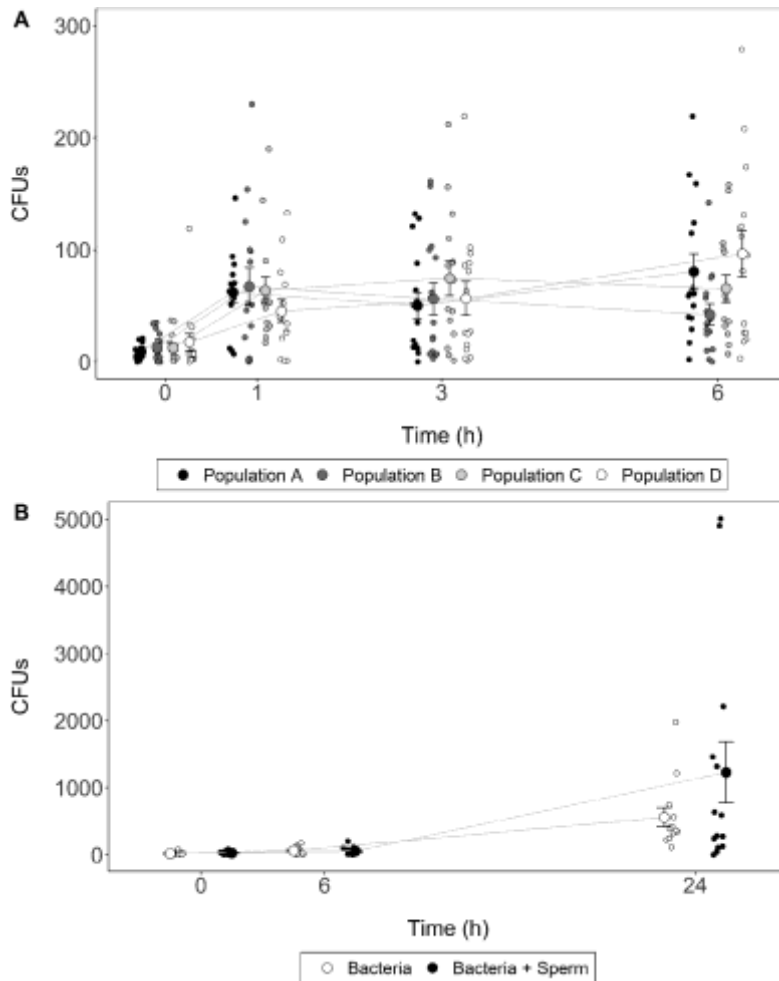 A
300
200
100
0
CFUs
0 1 3 6
Time (h)
Population A Population B Population C Population D
B
5000
4000
3000
2000
1000
0
CFUs
0 6 24
Time (h)
Bacteria Bacteria + Sperm